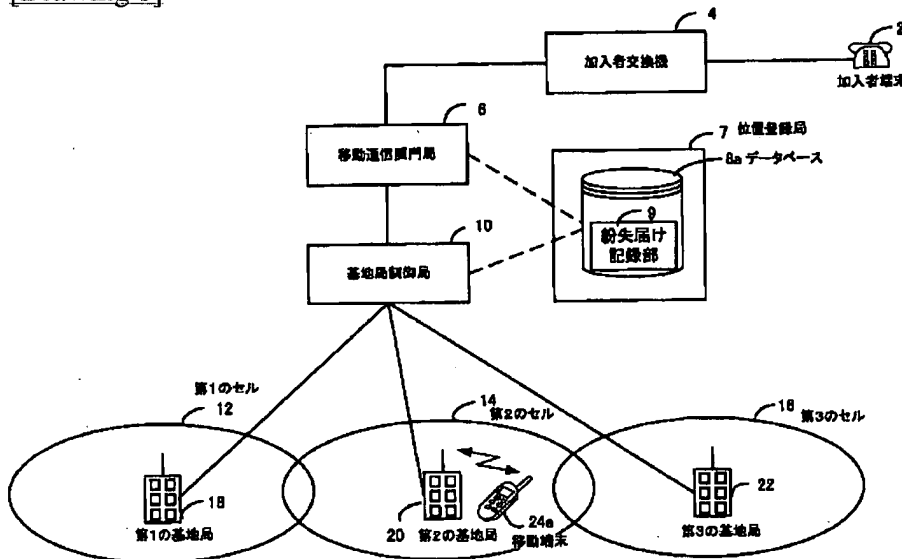 4
2
加入者交換機
加入者端末
6
移動通信関門局
7 位置登録局
8a データベース
9
紛失届け
記録部
10
基地局制御局
第1のセル
12
14
第2のセル
16
第3のセル
18
第1の基地局
20
第2の基地局
24a
移動端末
22
第3の基地局